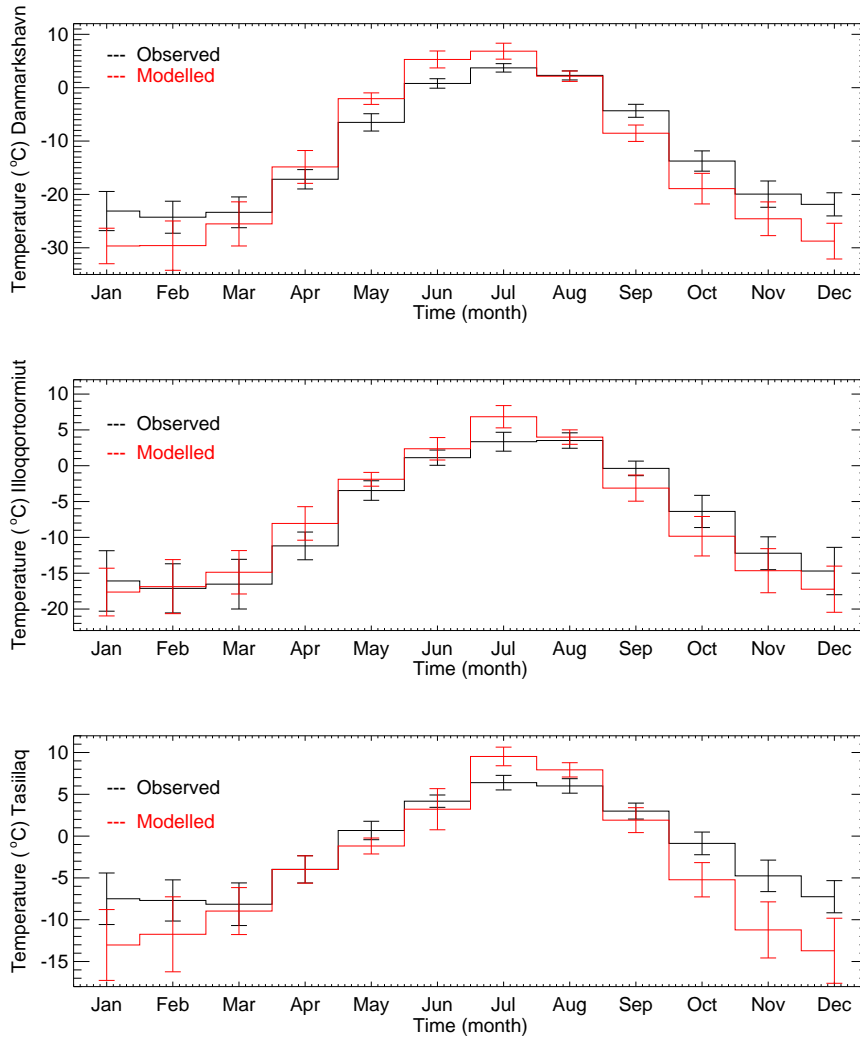 Temperature (°C) Danmarkshavn
10
0
-10
-20
-30
--- Observed
--- Modelled
Jan Feb Mar Apr May Jun Jul Aug Sep Oct Nov Dec
Time (month)
Temperature (°C) Illoqqortoormiut
10
5
0
-5
-10
-15
-20
--- Observed
--- Modelled
Jan Feb Mar Apr May Jun Jul Aug Sep Oct Nov Dec
Time (month)
Temperature (°C) Tasiilaq
10
5
0
-5
-10
-15
--- Observed
--- Modelled
Jan Feb Mar Apr May Jun Jul Aug Sep Oct Nov Dec
Time (month)